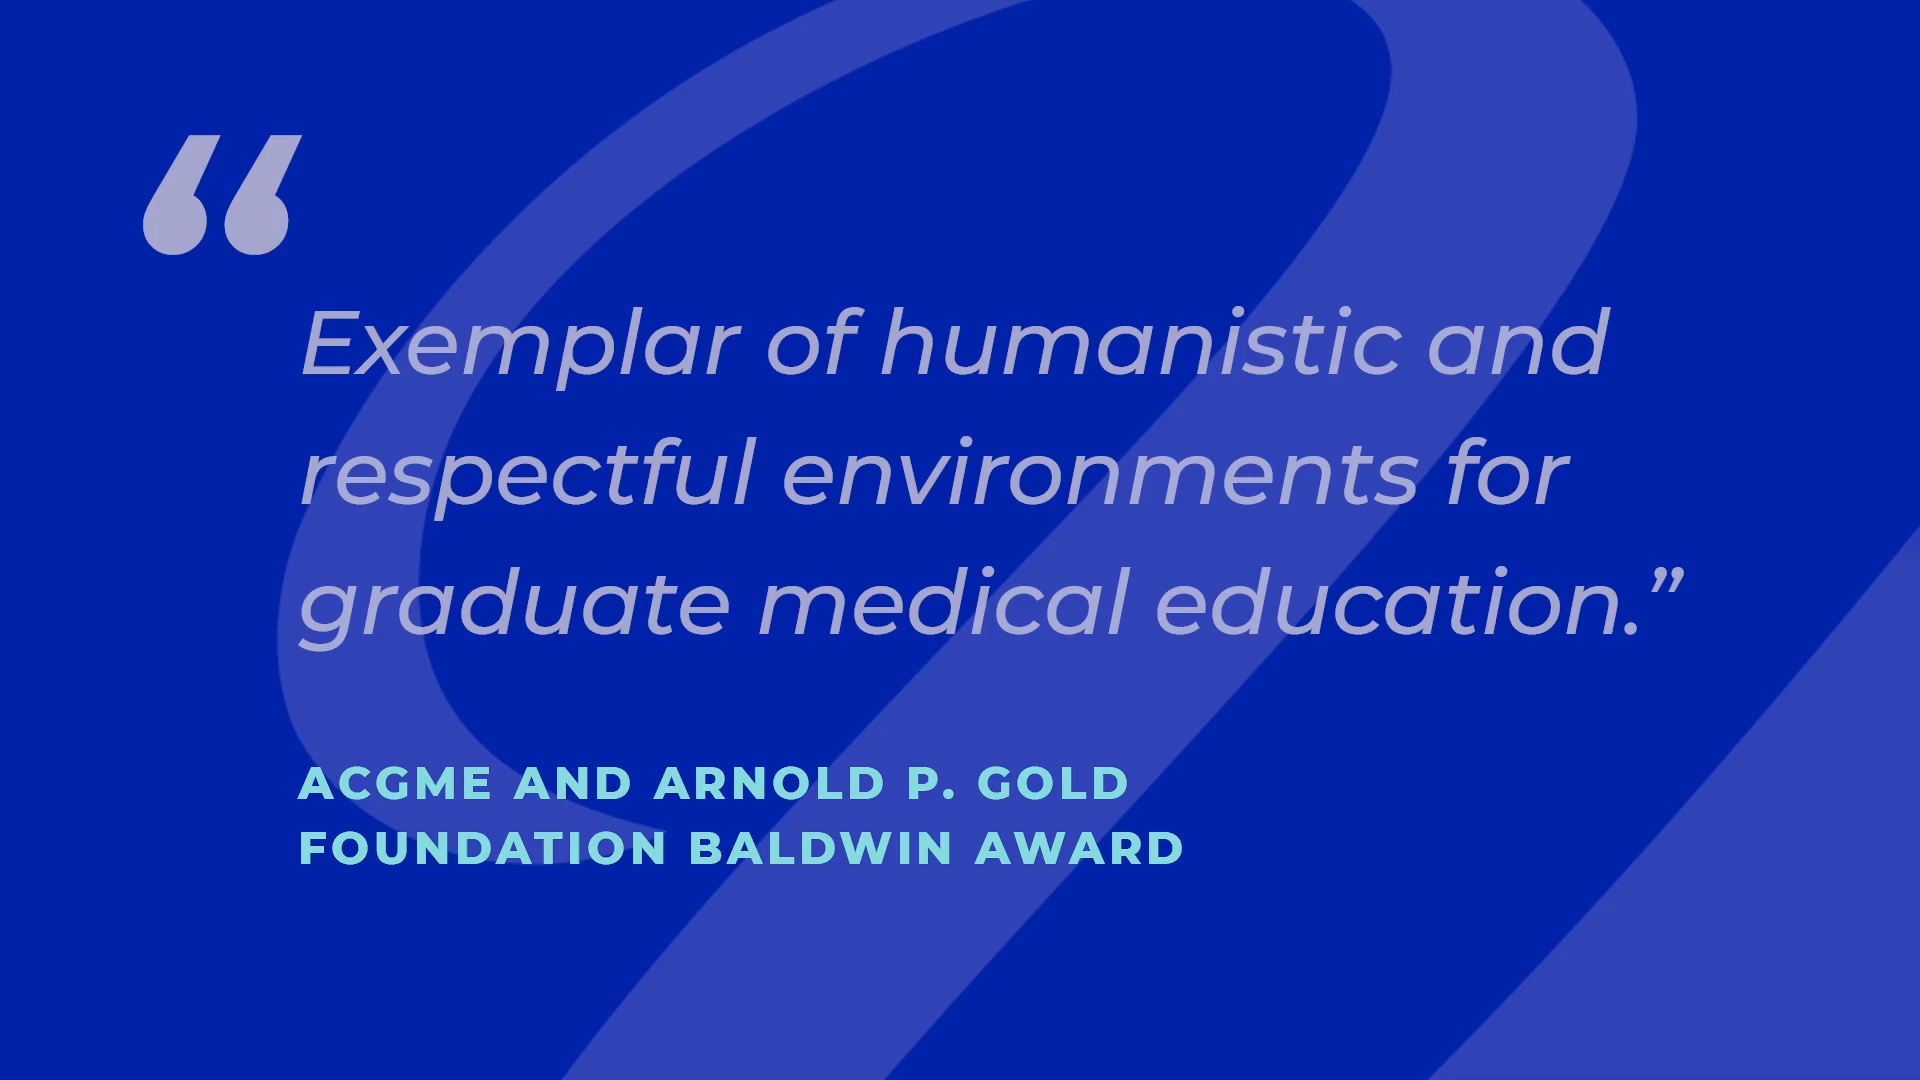 “
Exemplar of humanistic and
respectful environments for
graduate medical education.”
ACGME AND ARNOLD P. GOLD
FOUNDATION BALDWIN AWARD